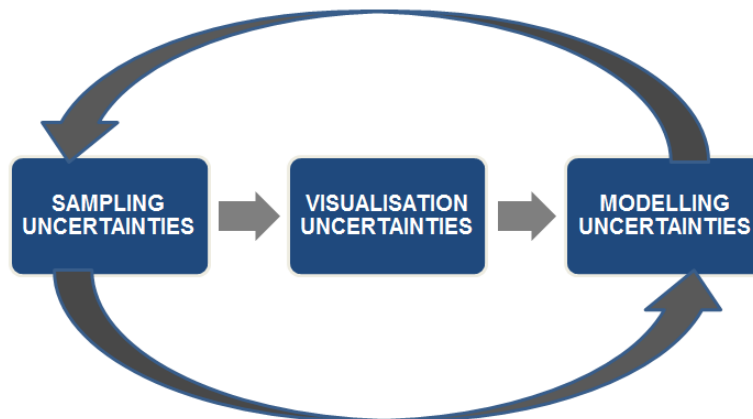 SAMPLING
UNCERTAINTIES
VISUALISATION
UNCERTAINTIES
MODELLING
UNCERTAINTIES